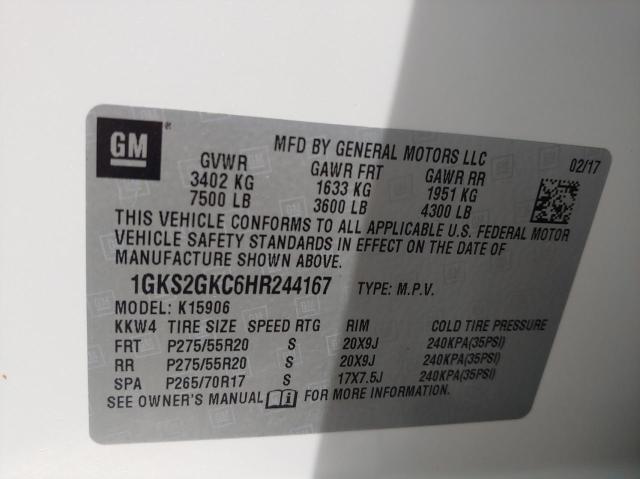 GM ®
MFD BY GENERAL MOTORS LLC
02/17
GVWR GAWR FRT GAWR RR
3402 KG 1633 KG 1951 KG
7500 LB 3600 LB 4300 LB
THIS VEHICLE CONFORMS TO ALL APPLICABLE U.S. FEDERAL MOTOR
VEHICLE SAFETY STANDARDS IN EFFECT ON THE DATE OF
MANUFACTURE SHOWN ABOVE.
1GKS2GKC6HR244167 TYPE: M.P.V.
MODEL: K15906
KKW4 TIRE SIZE SPEED RTG RIM COLD TIRE PRESSURE
FRT P275/55R20 S 20X9J 240KPA(35PSI)
RR P275/55R20 S 20X9J 240KPA(35PSI)
SPA P265/70R17 S 17X7.5J 240KPA(35PSI)
SEE OWNER'S MANUAL i FOR MORE INFORMATION.